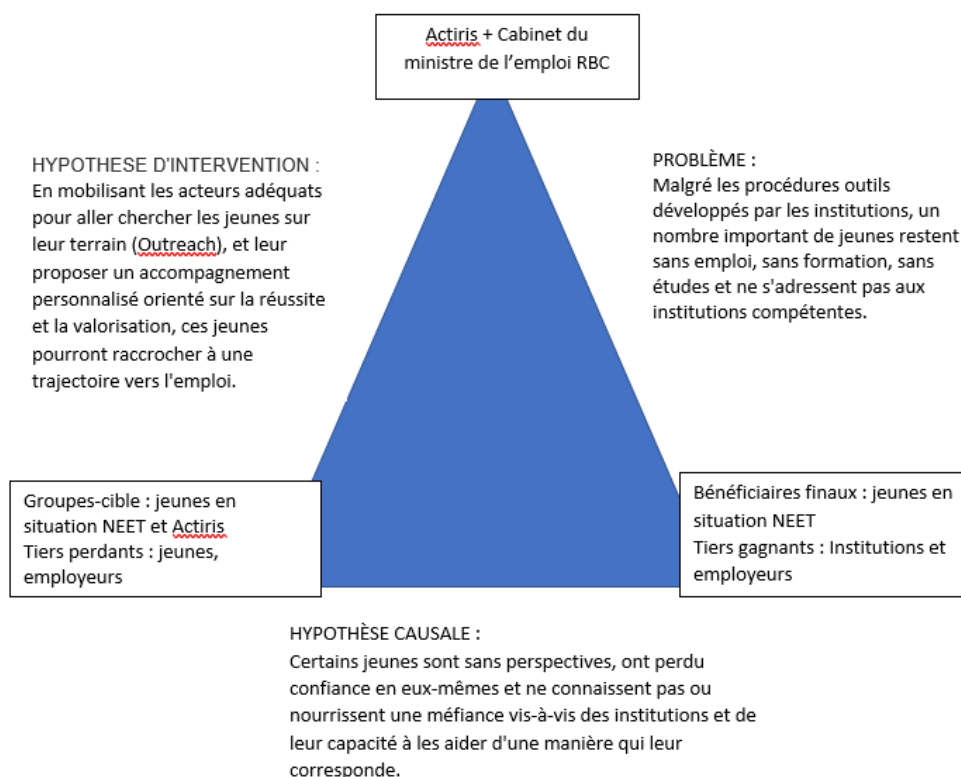 Actiris + Cabinet du
ministre de l'emploi RBC
HYPOTHESE D'INTERVENTION :
En mobilisant les acteurs adéquats
pour aller chercher les jeunes sur
leur terrain (Outreach), et leur
proposer un accompagnement
personnalisé orienté sur la réussite
et la valorisation, ces jeunes
pourront raccrocher à une
trajectoire vers l'emploi.
PROBLÈME :
Malgré les procédures outils
développés par les institutions, un
nombre important de jeunes restent
sans emploi, sans formation, sans
études et ne s'adressent pas aux
institutions compétentes.
Groupes-cible : jeunes en
situation NEET et Actiris
Tiers perdants : jeunes,
employeurs
Bénéficiaires finaux : jeunes en
situation NEET
Tiers gagnants : Institutions et
employeurs
HYPOTHÈSE CAUSALE :
Certains jeunes sont sans perspectives, ont perdu
confiance en eux-mêmes et ne connaissent pas ou
nourrissent une méfiance vis-à-vis des institutions et de
leur capacité à les aider d'une manière qui leur
corresponde.